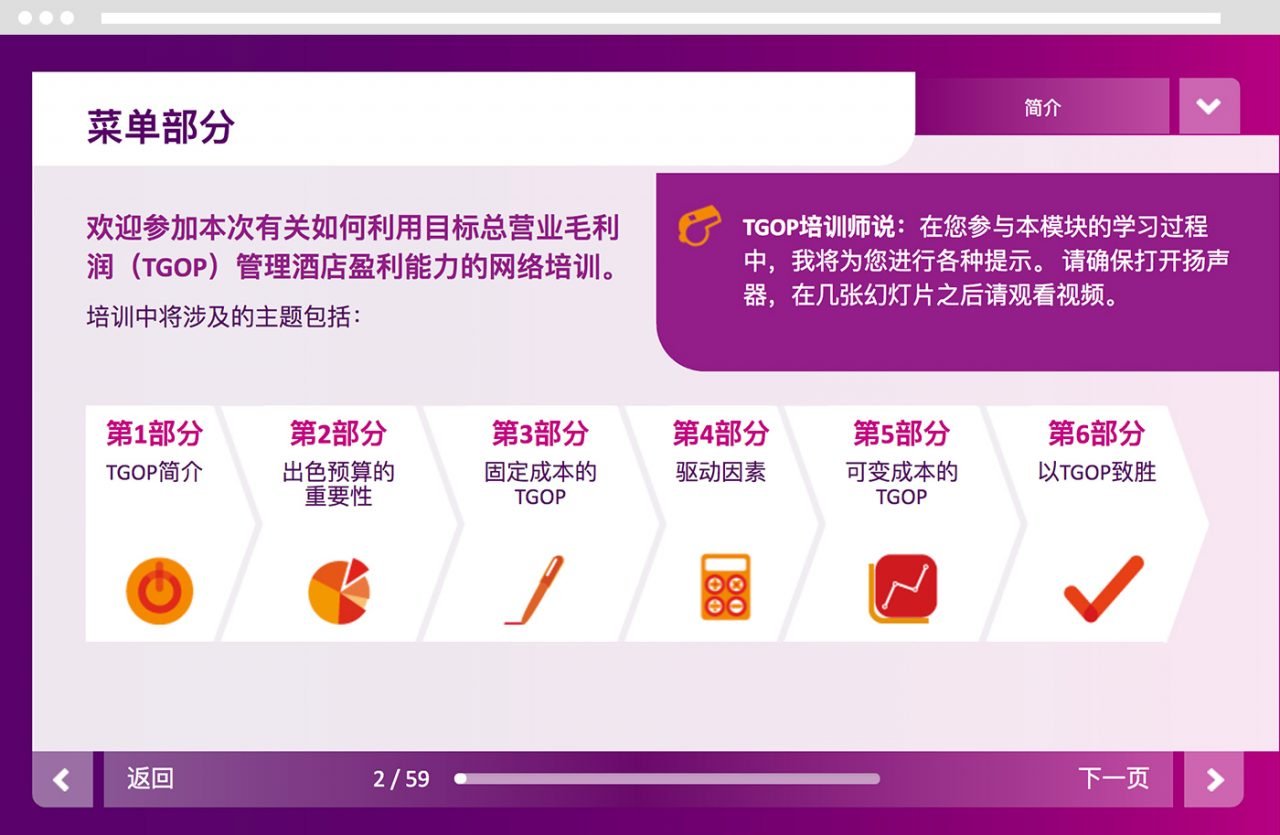 菜单部分
简介
欢迎参加本次有关如何利用目标总营业毛利
润（TGOP）管理酒店盈利能力的网络培训。
培训中将涉及的主题包括：
TGOP培训师说：在您参与本模块的学习过程
中，我将为您进行各种提示。 请确保打开扬声
器，在几张幻灯片之后请观看视频。
第1部分
TGOP简介
第2部分
出色预算的
重要性
第3部分
固定成本的
TGOP
第4部分
驱动因素
第5部分
可变成本的
TGOP
第6部分
以TGOP致胜
返回
2 / 59
下一页